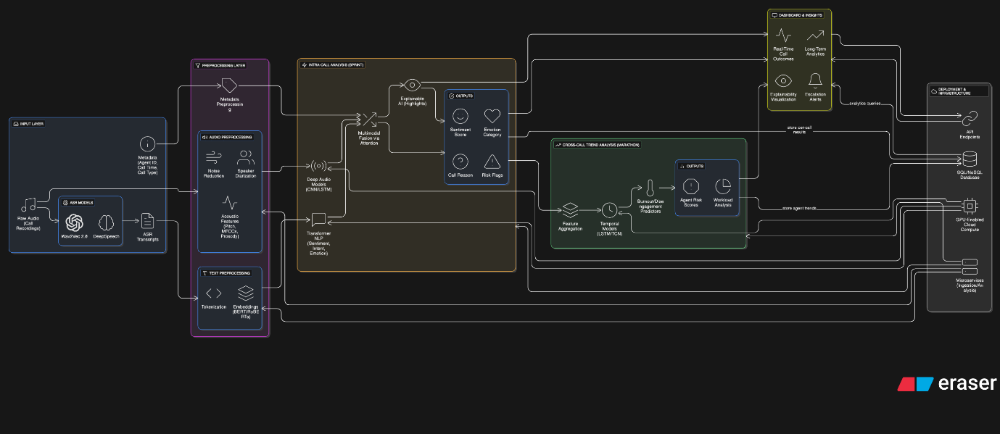 INPUT LAYER
Metadata
(Agent ID,
Call Time,
Call Type)
Raw Audio
(Call
Recordings)
ASR MODELS
Wav2Vec 2.0
DeepSpeech
ASR
Transcripts
PREPROCESSING LAYER
Metadata
Preprocessin
g
AUDIO PREPROCESSING
Noise
Reduction
Speaker
Diarization
Acoustic
Features
(Pitch,
MFCCs,
Prosody)
TEXT PREPROCESSING
Tokenization
Embeddings
(BERT/RoBE
RTa)
INTRA-CALL ANALYSIS (SPRINT)
Explainable
AI (Highlights)
Multimodal
Fusion via
Attention
Deep Audio
Models
(CNN/LSTM)
Transformer
NLP
(Sentiment,
Intent,
Emotion)
OUTPUTS
Sentiment
Score
Emotion
Category
Call Reason
Risk Flags
CROSS-CALL TREND ANALYSIS (MARATHON)
Feature
Aggregation
Temporal
Models
(LSTM/TCN)
Burnout/Dise
ngagement
Predictors
OUTPUTS
Agent Risk
Scores
Workload
Analysis
DASHBOARD & INSIGHTS
Real-Time
Call
Outcomes
Long-Term
Analytics
Explainability
Visualization
Escalation
Alerts
analytics queries
store per-call
results
store agent trends
DEPLOYMENT &
INFRASTRUCTURE
API
Endpoints
SQL/NoSQL
Database
GPU-Enabled
Cloud
Compute
Microservices
(Ingestion/An
alysis)
eraser